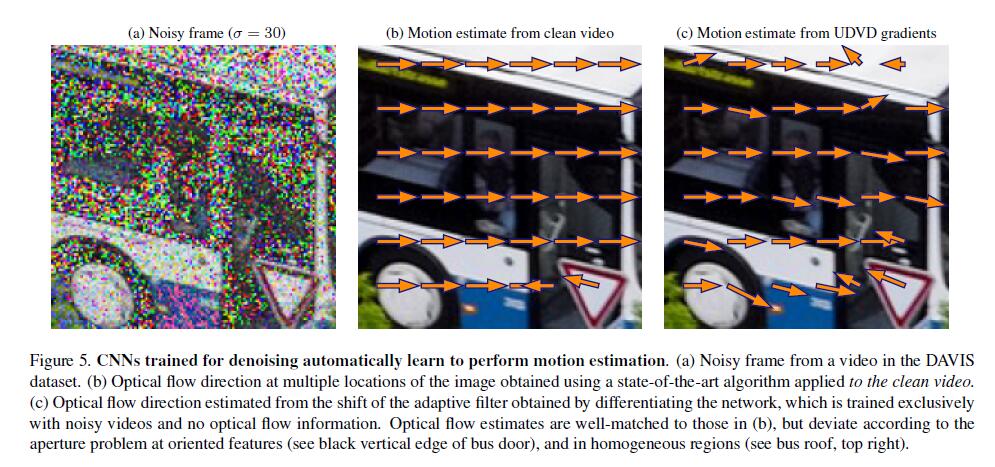 (a) Noisy frame (σ = 30)
(b) Motion estimate from clean video
(c) Motion estimate from UDVD gradients
Figure 5. CNNs trained for denoising automatically learn to perform motion estimation. (a) Noisy frame from a video in the DAVIS
dataset. (b) Optical flow direction at multiple locations of the image obtained using a state-of-the-art algorithm applied to the clean video.
(c) Optical flow direction estimated from the shift of the adaptive filter obtained by differentiating the network, which is trained exclusively
with noisy videos and no optical flow information. Optical flow estimates are well-matched to those in (b), but deviate according to the
aperture problem at oriented features (see black vertical edge of bus door), and in homogeneous regions (see bus roof, top right).